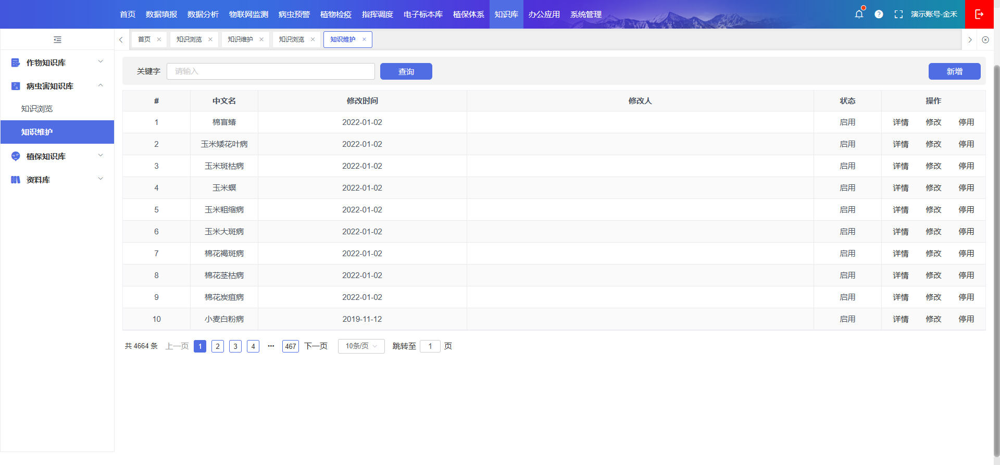 首页 数据填报 数据分析 物联网监测 病虫预警 植物检疫 指挥调度 电子标本库 植保体系 知识库 办公应用 系统管理 演示账号-金禾
首页 知识浏览 知识维护 知识浏览 知识维护
作物知识库
病虫害知识库
知识浏览
知识维护
植保知识库
资料库
关键字 请输入 查询 新增
# 中文名 修改时间 修改人 状态 操作
1 棉盲蝽 2022-01-02 启用 详情 修改 停用
2 玉米矮花叶病 2022-01-02 启用 详情 修改 停用
3 玉米斑枯病 2022-01-02 启用 详情 修改 停用
4 玉米螟 2022-01-02 启用 详情 修改 停用
5 玉米粗缩病 2022-01-02 启用 详情 修改 停用
6 玉米大斑病 2022-01-02 启用 详情 修改 停用
7 棉花褐斑病 2022-01-02 启用 详情 修改 停用
8 棉花茎枯病 2022-01-02 启用 详情 修改 停用
9 棉花炭疽病 2022-01-02 启用 详情 修改 停用
10 小麦白粉病 2019-11-12 启用 详情 修改 停用
共 4664 条 上一页 1 2 3 4 ••• 467 下一页 10条/页 跳转至 1 页